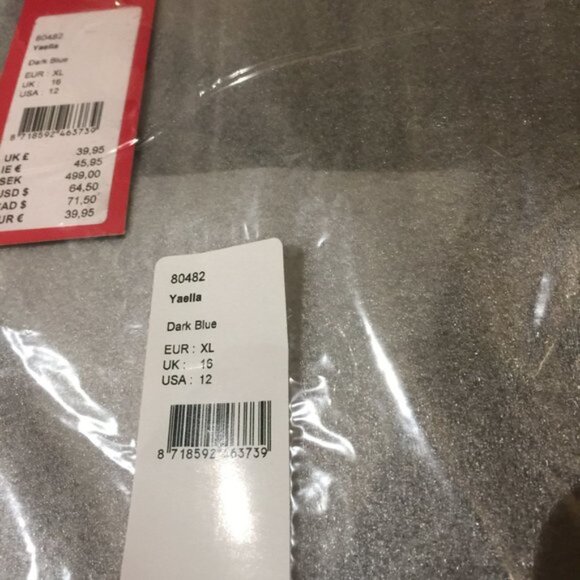 80482
Yaella
Dark Blue
EUR : XL
UK : 16
USA : 12
8 718592 463739
UK £ 39,95
IE € 45,95
SEK 499,00
USD $ 64,50
CAD $ 71,50
EUR € 39,95
80482
Yaella
Dark Blue
EUR : XL
UK : 16
USA : 12
8 718592 463739